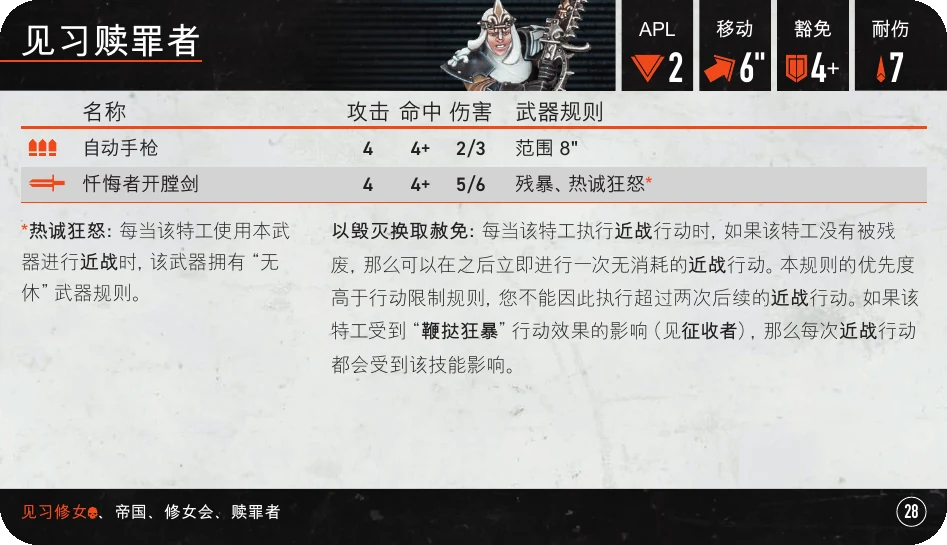 见习赎罪者
APL 移动 豁免 耐伤
2 6" 4+ 7
名称 攻击 命中 伤害 武器规则
自动手枪 4 4+ 2/3 范围 8"
忏悔者开膛剑 4 4+ 5/6 残暴、热诚狂怒*
*热诚狂怒: 每当该特工使用本武
器进行近战时, 该武器拥有 “无
休” 武器规则。
以毁灭换取赦免: 每当该特工执行近战行动时, 如果该特工没有被残
废, 那么可以在之后立即进行一次无消耗的近战行动。本规则的优先度
高于行动限制规则, 您不能因此执行超过两次后续的近战行动。如果该
特工受到 “鞭挞狂暴” 行动效果的影响 (见征收者), 那么每次近战行动
都会受到该技能影响。
见习修女、帝国、修女会、赎罪者
28